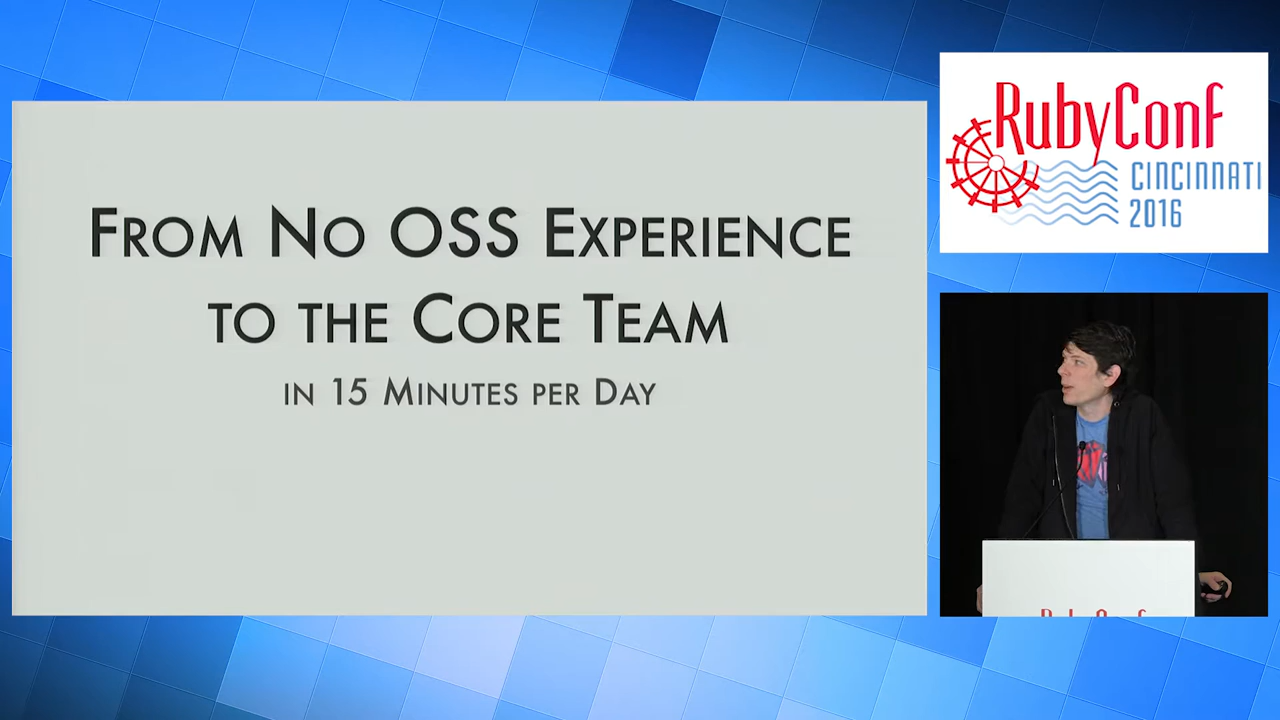 From No OSS Experience
to the Core Team
in 15 Minutes per Day
RubyConf
CINCINNATI
2016